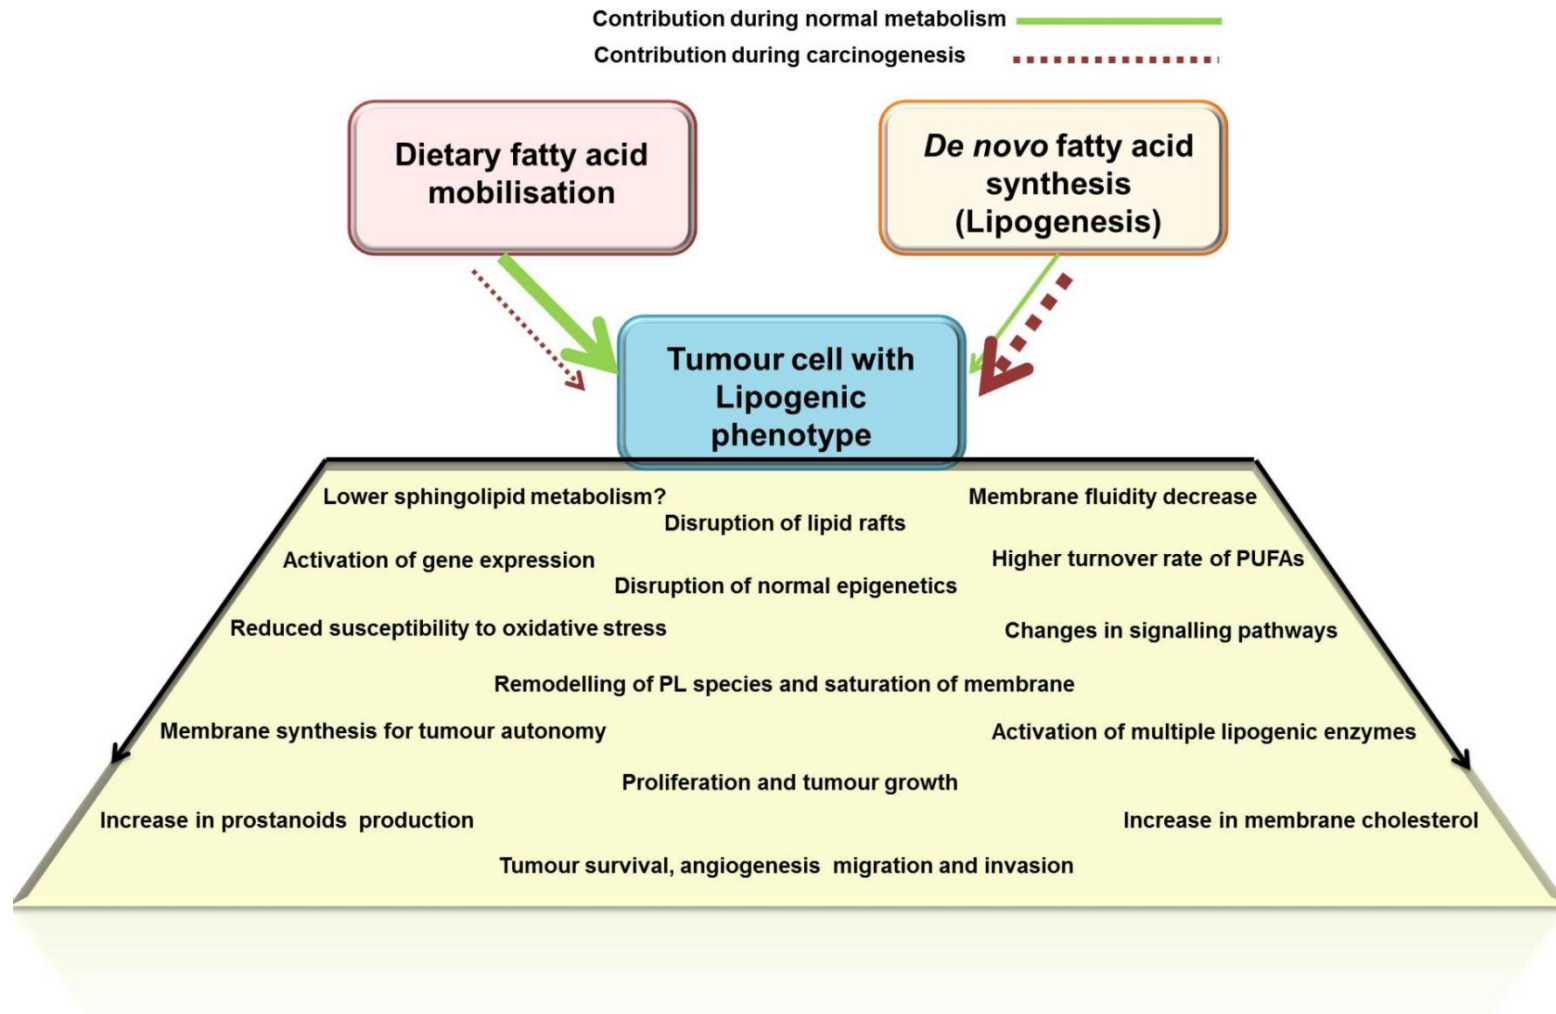 Contribution during normal metabolism
Contribution during carcinogenesis
Dietary fatty acid
mobilisation
De novo fatty acid
synthesis
(Lipogenesis)
Tumour cell with
Lipogenic
phenotype
Lower sphingolipid metabolism?
Membrane fluidity decrease
Disruption of lipid rafts
Activation of gene expression
Higher turnover rate of PUFAs
Disruption of normal epigenetics
Reduced susceptibility to oxidative stress
Changes in signalling pathways
Remodelling of PL species and saturation of membrane
Membrane synthesis for tumour autonomy
Activation of multiple lipogenic enzymes
Proliferation and tumour growth
Increase in prostanoids production
Increase in membrane cholesterol
Tumour survival, angiogenesis migration and invasion